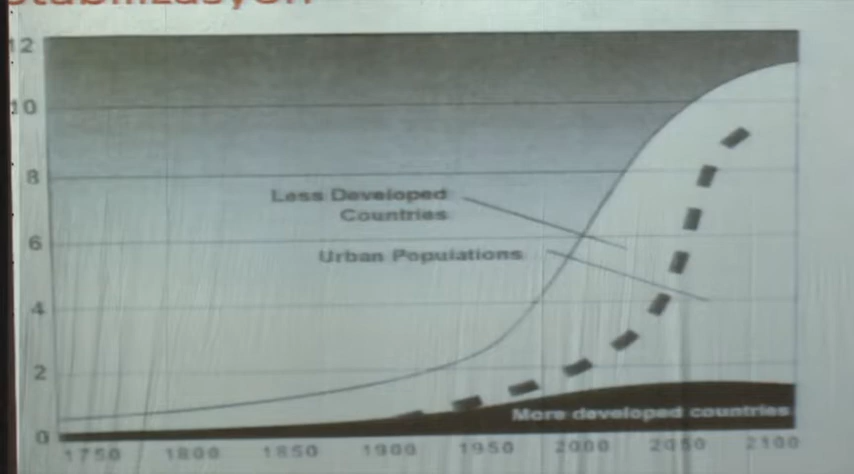 12
10
8
6
4
2
0
Less Developed
Countries
Urban Populations
More developed countries
1750 1800 1850 1900 1950 2000 2050 2100